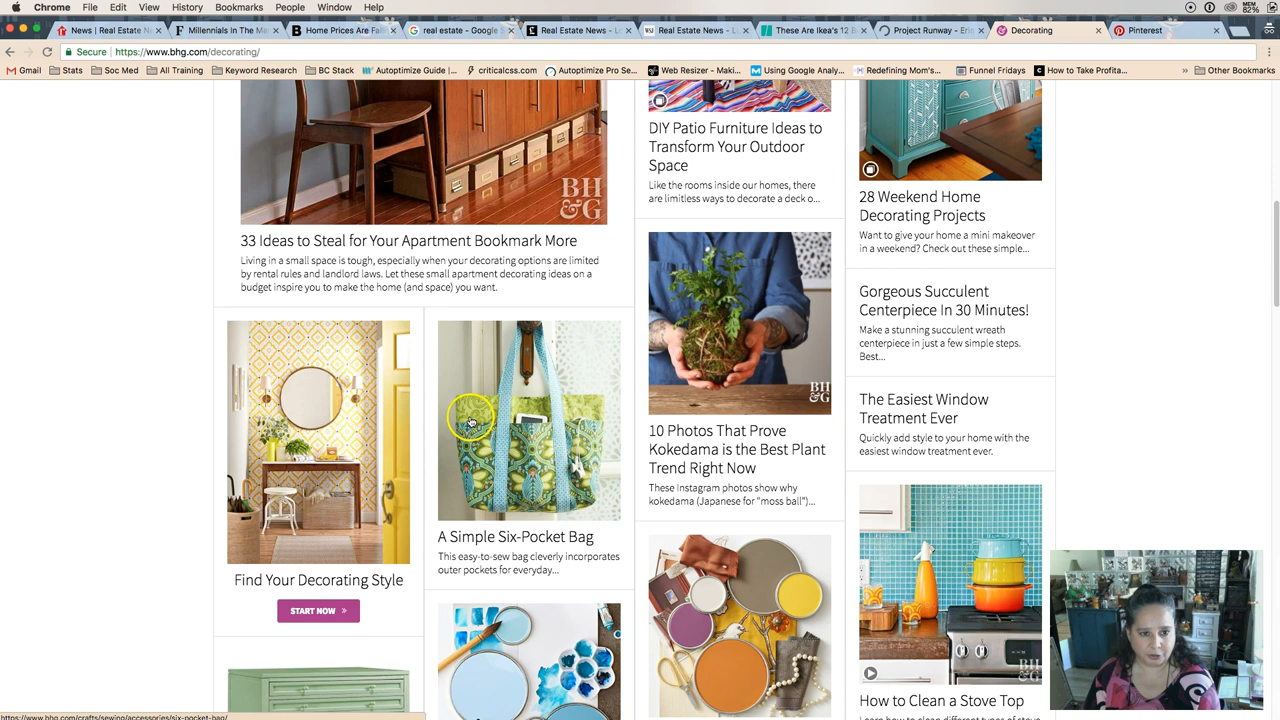 Chrome File Edit View History Bookmarks People Window Help
MEM
82%
News | Real Estate Ne
Millennials In The Ma
Home Prices Are Fal
real estate - Google S
Real Estate News - Lo
Real Estate News - L
These Are Ikea's 12 B
Project Runway - Eris
Decorating
Pinterest
Secure https://www.bhg.com/decorating/
Gmail Stats Soc Med All Training Keyword Research BC Stack Autoptimize Guide |... criticalcss.com Autoptimize Pro Se... Web Resizer - Maki... Using Google Analy... Redefining Mom's... Funnel Fridays How to Take Profita... » Other Bookmarks
BH
&G
33 Ideas to Steal for Your Apartment Bookmark More
Living in a small space is tough, especially when your decorating options are limited
by rental rules and landlord laws. Let these small apartment decorating ideas on a
budget inspire you to make the home (and space) you want.
Find Your Decorating Style
START NOW »
A Simple Six-Pocket Bag
This easy-to-sew bag cleverly incorporates
outer pockets for everyday...
DIY Patio Furniture Ideas to
Transform Your Outdoor
Space
Like the rooms inside our homes, there
are limitless ways to decorate a deck o...
BH
&G
10 Photos That Prove
Kokedama is the Best Plant
Trend Right Now
These Instagram photos show why
kokedama (Japanese for "moss ball")...
28 Weekend Home
Decorating Projects
Want to give your home a mini makeover
in a weekend? Check out these simple...
Gorgeous Succulent
Centerpiece In 30 Minutes!
Make a stunning succulent wreath
centerpiece in just a few simple steps.
Best...
The Easiest Window
Treatment Ever
Quickly add style to your home with the
easiest window treatment ever.
BH
&G
How to Clean a Stove Top
https://www.bhg.com/crafts/sewing/accessories/six-pocket-bag/